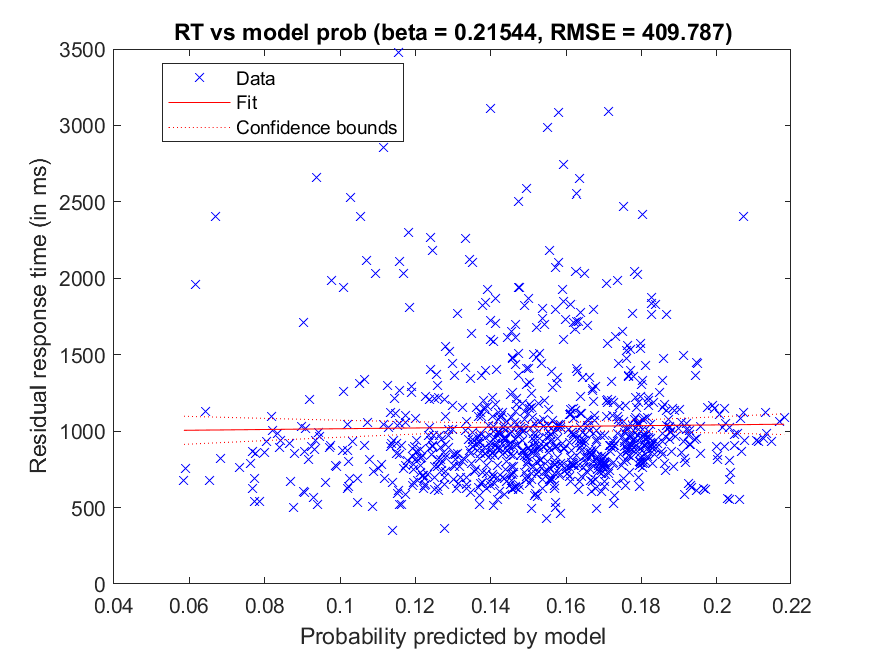 RT vs model prob (beta = 0.21544, RMSE = 409.787)
Residual response time (in ms)
3500
3000
2500
2000
1500
1000
500
0
Data
Fit
Confidence bounds
0.04 0.06 0.08 0.1 0.12 0.14 0.16 0.18 0.2 0.22
Probability predicted by model